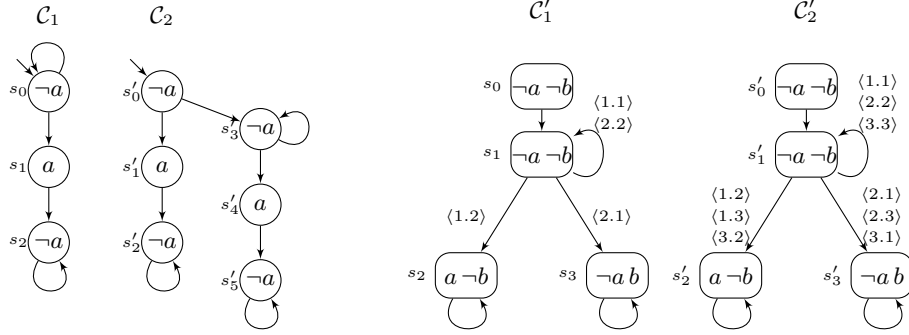 C₁ C₂ C′₁ C′₂
s₀ ¬a
s₁ a
s₂ ¬a
s′₀ ¬a
s′₁ a
s′₂ ¬a
s′₃ ¬a
s′₄ a
s′₅ ¬a
s₀ ¬a ¬b
s₁ ¬a ¬b
⟨1.1⟩
⟨2.2⟩
⟨1.2⟩
⟨2.1⟩
s₂ a ¬b
s₃ ¬a b
s′₀ ¬a ¬b
s′₁ ¬a ¬b
⟨1.1⟩
⟨2.2⟩
⟨3.3⟩
⟨1.2⟩
⟨1.3⟩
⟨3.2⟩
⟨2.1⟩
⟨2.3⟩
⟨3.1⟩
s′₂ a ¬b
s′₃ ¬a b